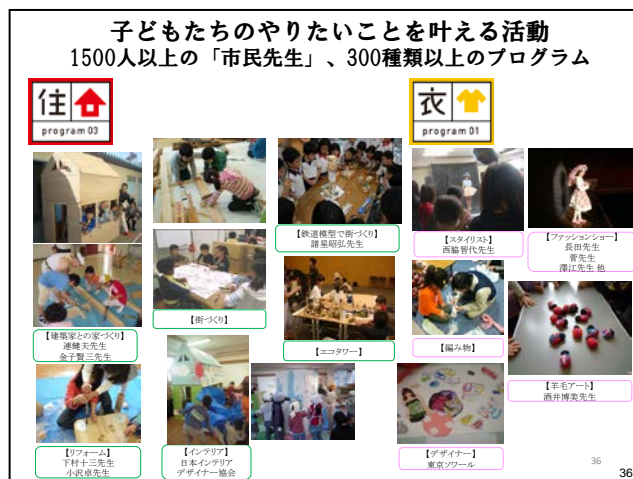 子どもたちのやりたいことを叶える活動
1500人以上の「市民先生」、300種類以上のプログラム
住
program 03
衣
program 01
【鉄道模型で街づくり】
諸星昭弘先生
【スタイリスト】
西脇智代先生
【ファッションショー】
長田先生
菅先生
澤江先生 他
【建築家との家づくり】
連健夫先生
金子賢三先生
【街づくり】
【エコタワー】
【編み物】
【羊毛アート】
酒井博美先生
【リフォーム】
下村十三先生
小沢卓先生
【インテリア】
日本インテリア
デザイナー協会
【デザイナー】
東京ソワール
36
36